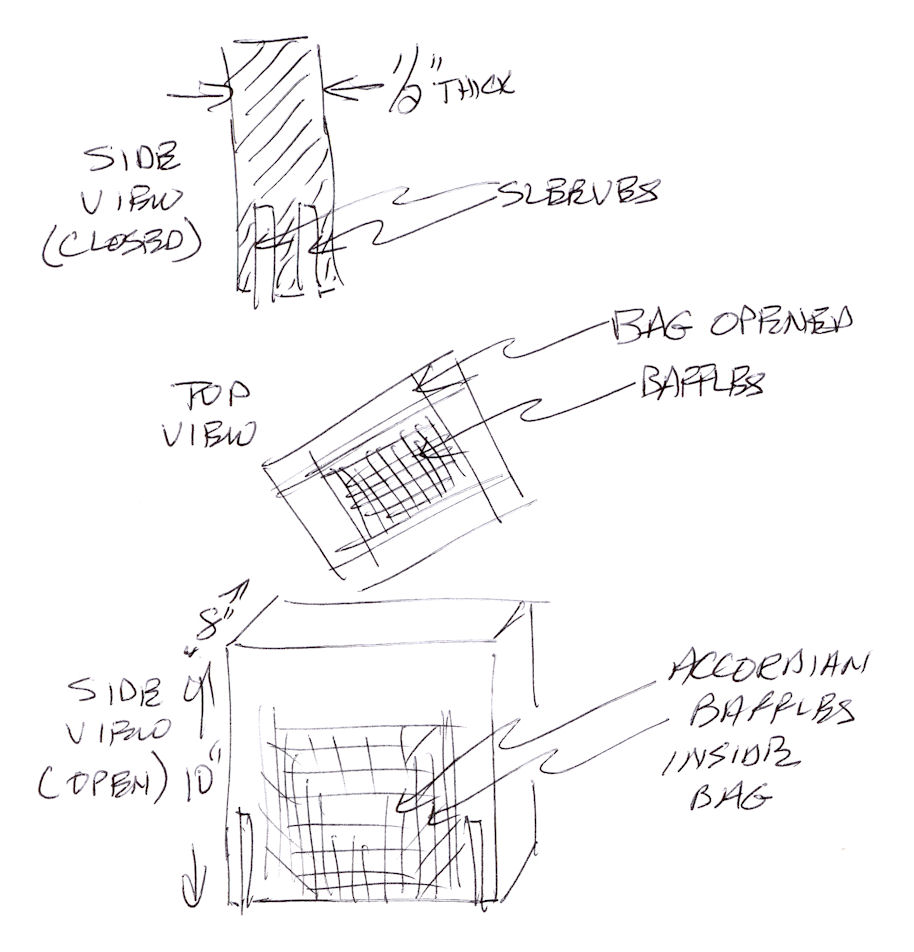 1/2" THICK
SIDE
VIEW
(CLOSED)
SLEEVES
BAG OPENED
BAFFLES
TOP
VIEW
8"
SIDE
VIEW
(OPEN) 10"
ACCORDIAN
BAFFLES
INSIDE
BAG